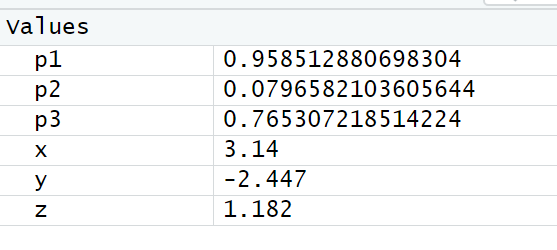 Values
p1 0.958512880698304
p2 0.0796582103605644
p3 0.765307218514224
x 3.14
y -2.447
z 1.182